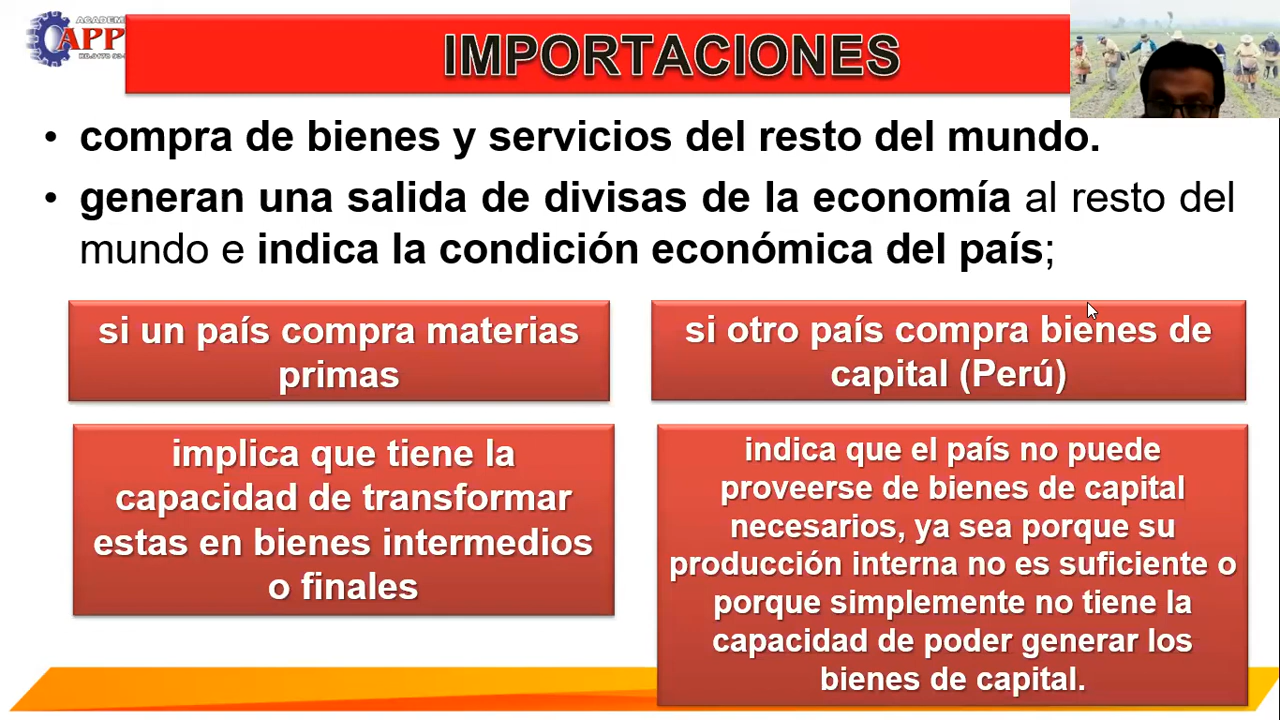 ACADEMI
APP
IMPORTACIONES
• compra de bienes y servicios del resto del mundo.
• generan una salida de divisas de la economía al resto del
mundo e indica la condición económica del país;
si un país compra materias
primas
si otro país compra bienes de
capital (Perú)
implica que tiene la
capacidad de transformar
estas en bienes intermedios
o finales
indica que el país no puede
proveerse de bienes de capital
necesarios, ya sea porque su
producción interna no es suficiente o
porque simplemente no tiene la
capacidad de poder generar los
bienes de capital.